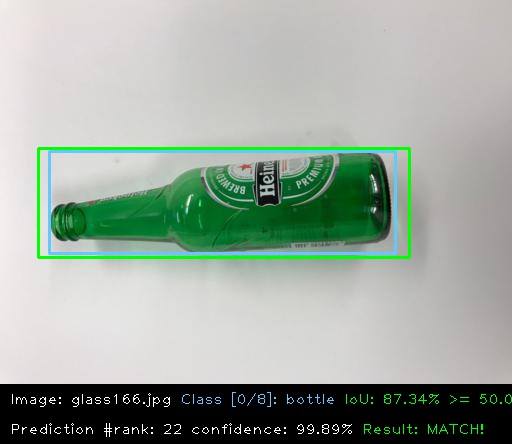 BREWED
Heine
PREMIUM
Image: glass166.jpg Class [0/8]: bottle IoU: 87.34% >= 50.0
Prediction #rank: 22 confidence: 99.89% Result: MATCH!